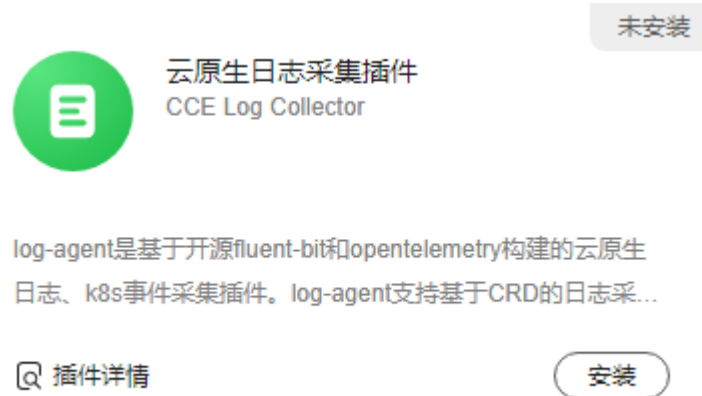 未安装
云原生日志采集插件
CCE Log Collector
log-agent是基于开源fluent-bit和opentelemetry构建的云原生
日志、k8s事件采集插件。log-agent支持基于CRD的日志采...
插件详情
安装